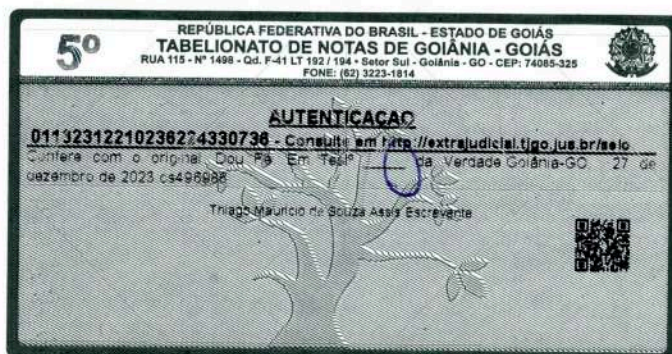 5º
REPÚBLICA FEDERATIVA DO BRASIL - ESTADO DE GOIÁS
TABELIONATO DE NOTAS DE GOIÂNIA - GOIÁS
RUA 115 - Nº 1498 - Qd. F-41 LT 192 / 194 • Setor Sul - Goiânia - GO - CEP: 74085-325
FONE: (62) 3223-1814
AUTENTICAÇÃO
01132312210236224330736 - Consulte em http://extrajudicial.tjgo.jus.br/selo
Confere com o original Dou Fé Em Testº ____ da Verdade Goiânia-GO, 27 de
dezembro de 2023 cs496986
Thiago Mauricio de Souza Assis Escrevente